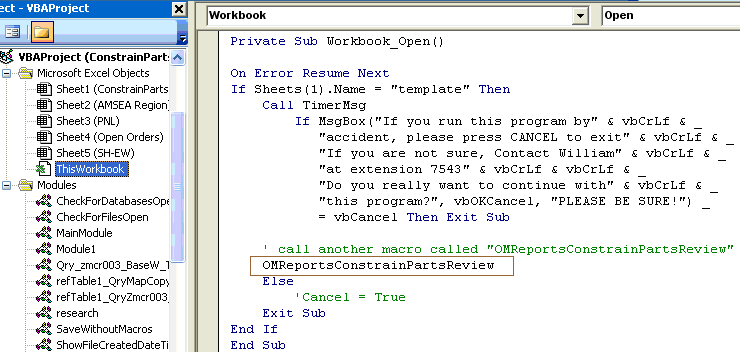 ect - VBAProject
VBAProject (ConstrainParts
Microsoft Excel Objects
Sheet1 (ConstrainParts
Sheet2 (AMSEA Region)
Sheet3 (PNL)
Sheet4 (Open Orders)
Sheet5 (SH-EW)
ThisWorkbook
Modules
CheckForDatabasesOpe
CheckForFilesOpen
MainModule
Module1
Qry_zmcr003_BaseW_T
refTable1_QryMapCopy
refTable1_QryZmcr003_
research
SaveWithoutMacros
ShowFileCreatedDateTi
Workbook
Open
Private Sub Workbook_Open()
On Error Resume Next
If Sheets(1).Name = "template" Then
Call TimerMsg
If MsgBox("If you run this program by" & vbCrLf & _
"accident, please press CANCEL to exit" & vbCrLf & _
"If you are not sure, Contact William" & vbCrLf & _
"at extension 7543" & vbCrLf & vbCrLf & _
"Do you really want to continue with" & vbCrLf & _
"this program?", vbOKCancel, "PLEASE BE SURE!") _
= vbCancel Then Exit Sub
' call another macro called "OMReportsConstrainPartsReview"
OMReportsConstrainPartsReview
Else
'Cancel = True
Exit Sub
End If
End Sub